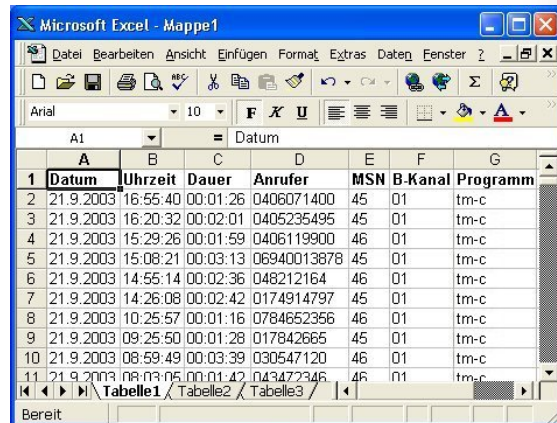 Microsoft Excel - Mappe1
Datei Bearbeiten Ansicht Einfügen Format Extras Daten Fenster ?
Arial 10 F K U
A1 = Datum
A B C D E F G
1 Datum Uhrzeit Dauer Anrufer MSN B-Kanal Programm
2 21.9.2003 16:55:40 00:01:26 0406071400 45 01 tm-c
3 21.9.2003 16:20:32 00:02:01 0405235495 45 01 tm-c
4 21.9.2003 15:29:26 00:01:59 0406119900 46 01 tm-c
5 21.9.2003 15:08:21 00:03:13 06940013878 45 01 tm-c
6 21.9.2003 14:55:14 00:02:36 048212164 46 01 tm-c
7 21.9.2003 14:26:08 00:02:42 0174914797 45 01 tm-c
8 21.9.2003 10:25:57 00:01:16 0784652356 46 01 tm-c
9 21.9.2003 09:25:50 00:01:28 017842665 45 01 tm-c
10 21.9.2003 08:59:49 00:03:39 030547120 46 01 tm-c
11 21.9.2003 08:03:05 00:01:42 043472346 46 01 tm-c
Tabelle1 Tabelle2 Tabelle3
Bereit